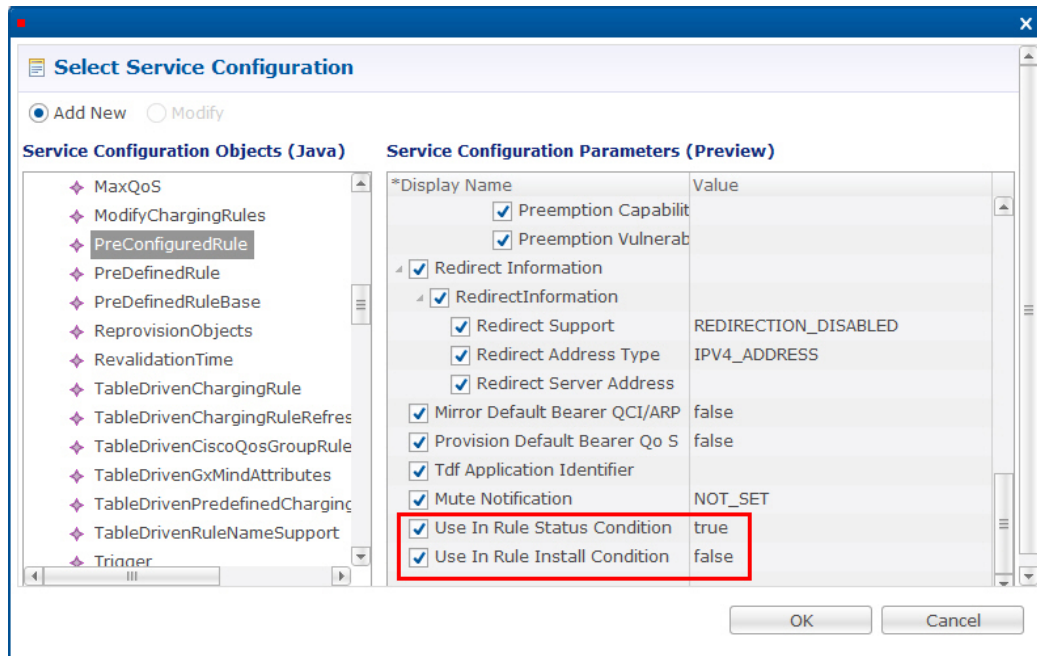 x
Select Service Configuration
Add New Modify
Service Configuration Objects (Java)
MaxQoS
ModifyChargingRules
PreConfiguredRule
PreDefinedRule
PreDefinedRuleBase
ReprovisionObjects
RevalidationTime
TableDrivenChargingRule
TableDrivenChargingRuleRefres
TableDrivenCiscoQosGroupRule
TableDrivenGxMindAttributes
TableDrivenPredefinedCharging
TableDrivenRuleNameSupport
Trigger
Service Configuration Parameters (Preview)
*Display Name Value
Preemption Capabilit
Preemption Vulnerab
Redirect Information
RedirectInformation
Redirect Support REDIRECTION_DISABLED
Redirect Address Type IPV4_ADDRESS
Redirect Server Address
Mirror Default Bearer QCI/ARP false
Provision Default Bearer Qo S false
Tdf Application Identifier
Mute Notification NOT_SET
Use In Rule Status Condition true
Use In Rule Install Condition false
OK Cancel